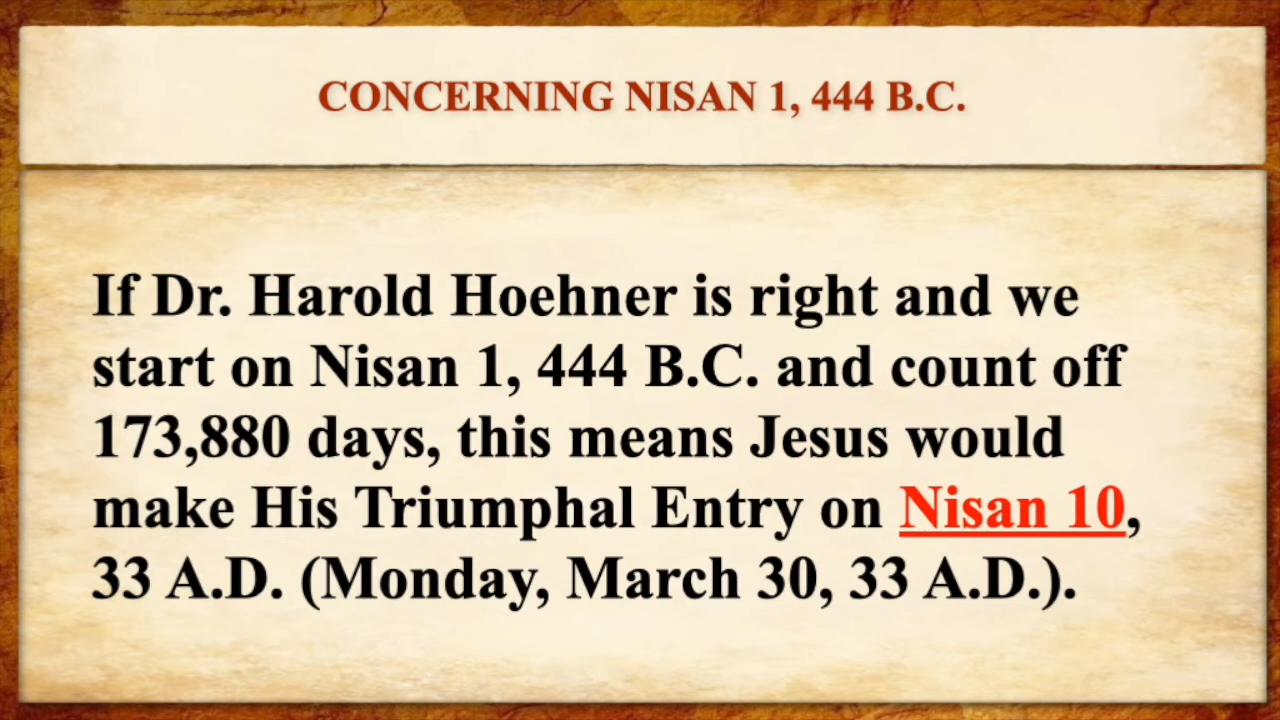 CONCERNING NISAN 1, 444 B.C.
If Dr. Harold Hoehner is right and we
start on Nisan 1, 444 B.C. and count off
173,880 days, this means Jesus would
make His Triumphal Entry on Nisan 10,
33 A.D. (Monday, March 30, 33 A.D.).